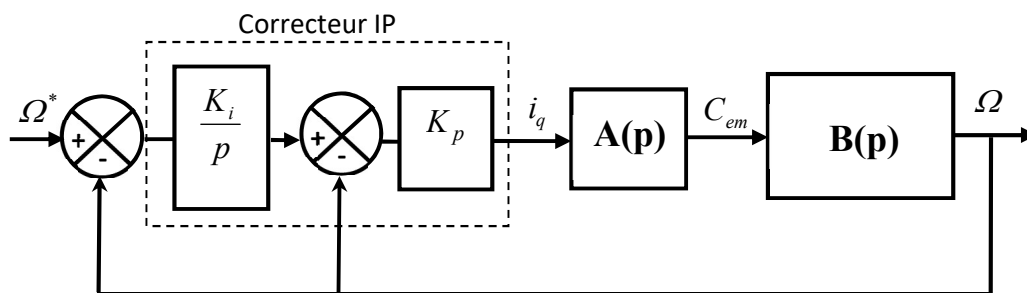 Correcteur IP
Ω*
+
-
K_i
p
+
-
K_p
i_q
A(p)
C_em
B(p)
Ω